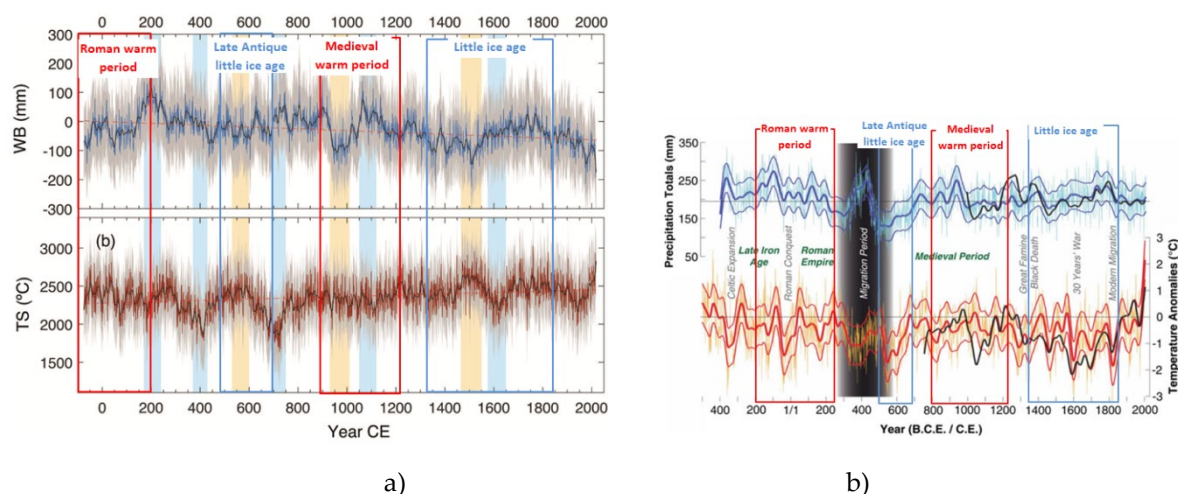 0 200 400 600 800 1000 1200 1400 1600 1800 2000
300
200
100
0
-100
-200
-300
WB (mm)
Roman warm
period
Late Antique
little ice age
Medieval
warm period
Little ice age
(b)
3000
2500
2000
1500
TS (ºC)
0 200 400 600 800 1000 1200 1400 1600 1800 2000
Year CE
a)
Roman warm
period
Late Antique
little ice age
Medieval
warm period
Little ice age
350
250
150
50
Precipitation Totals (mm)
Celtic Expansion
Late Iron
Age
Roman Conquest
Roman
Empire
Migration Period
Medieval Period
Great Famine
Black Death
30 Years' War
Modern Migration
3
2
1
0
-1
-2
-3
Temperature Anomalies (°C)
400 200 1/1 200 400 600 800 1000 1200 1400 1600 1800 2000
Year (B.C.E. / C.E.)
b)